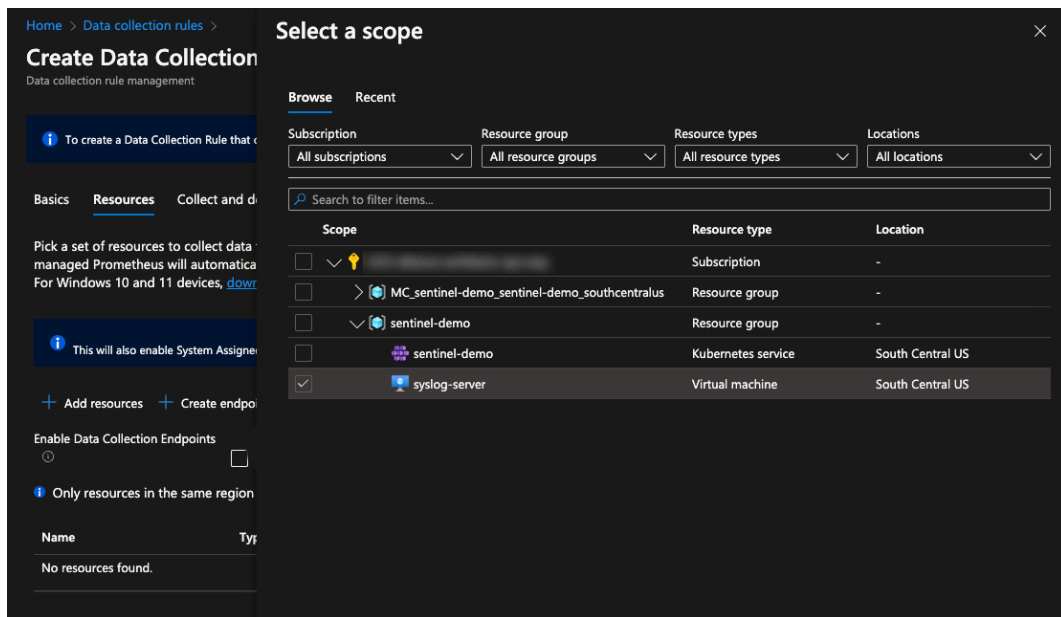 Home > Data collection rules >
Create Data Collection
Data collection rule management
To create a Data Collection Rule that
Basics Resources Collect and d
Pick a set of resources to collect data
managed Prometheus will automatica
For Windows 10 and 11 devices, down
This will also enable System Assigne
Add resources Create endpoi
Enable Data Collection Endpoints
Only resources in the same region
Name Typ
No resources found.
Select a scope
Browse Recent
Subscription Resource group Resource types Locations
All subscriptions All resource groups All resource types All locations
Search to filter items...
Scope Resource type Location
Subscription -
MC_sentinel-demo_sentinel-demo_southcentralus Resource group -
sentinel-demo Resource group -
sentinel-demo Kubernetes service South Central US
syslog-server Virtual machine South Central US